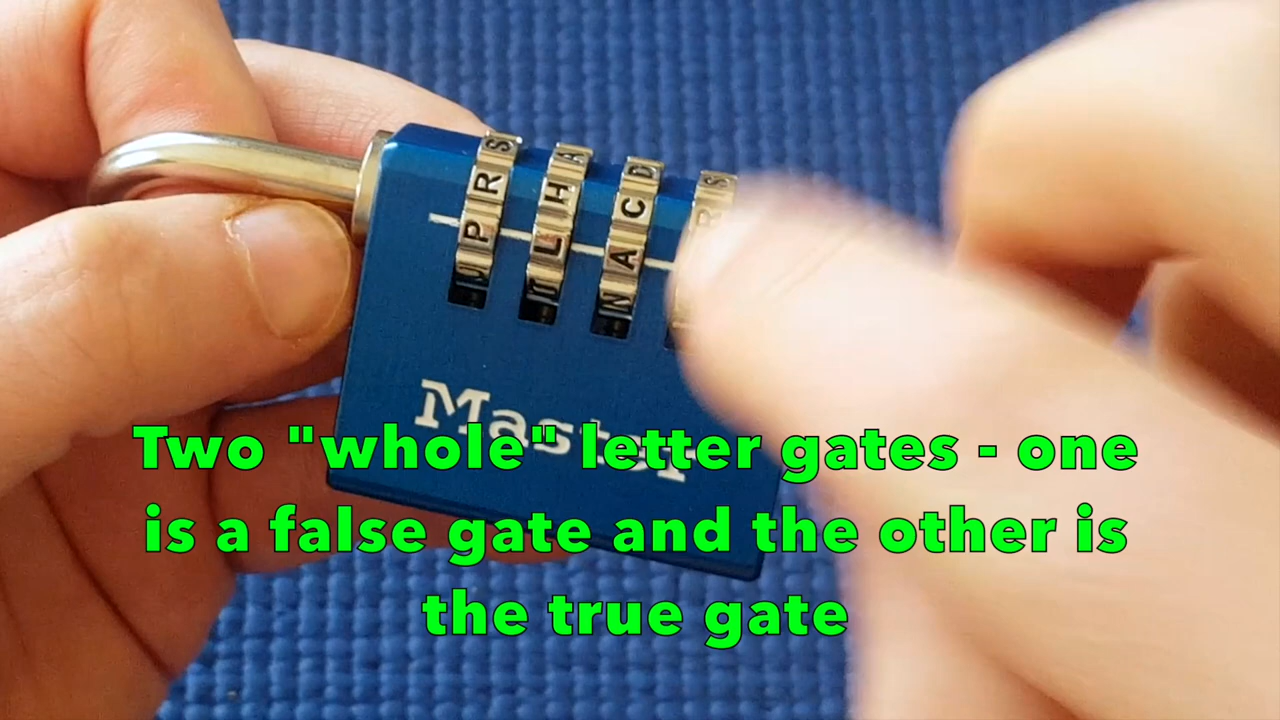 S A D S
R H C R
P L A
U T N
Master
Two "whole" letter gates - one
is a false gate and the other is
the true gate